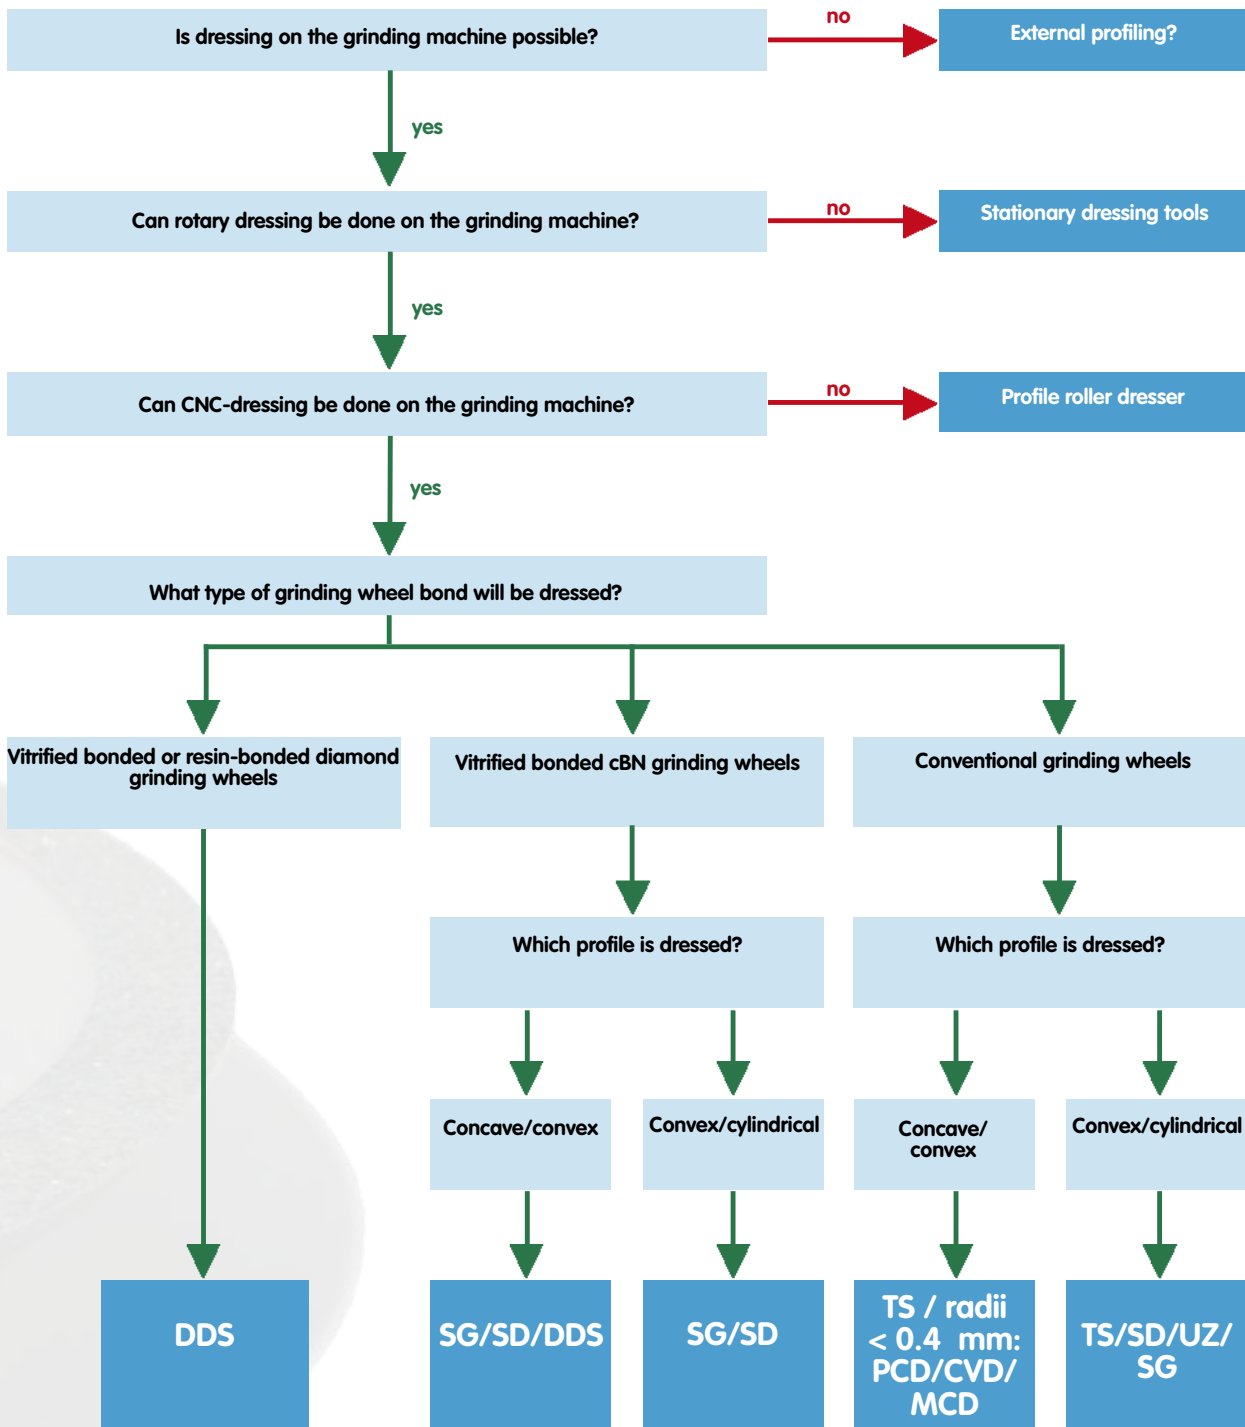 Is dressing on the grinding machine possible?
no
External profiling?
yes
Can rotary dressing be done on the grinding machine?
no
Stationary dressing tools
yes
Can CNC-dressing be done on the grinding machine?
no
Profile roller dresser
yes
What type of grinding wheel bond will be dressed?
Vitrified bonded or resin-bonded diamond
grinding wheels
Vitrified bonded cBN grinding wheels
Conventional grinding wheels
Which profile is dressed?
Which profile is dressed?
Concave/convex
Convex/cylindrical
Concave/
convex
Convex/cylindrical
DDS
SG/SD/DDS
SG/SD
TS / radii
< 0.4 mm:
PCD/CVD/
MCD
TS/SD/UZ/
SG